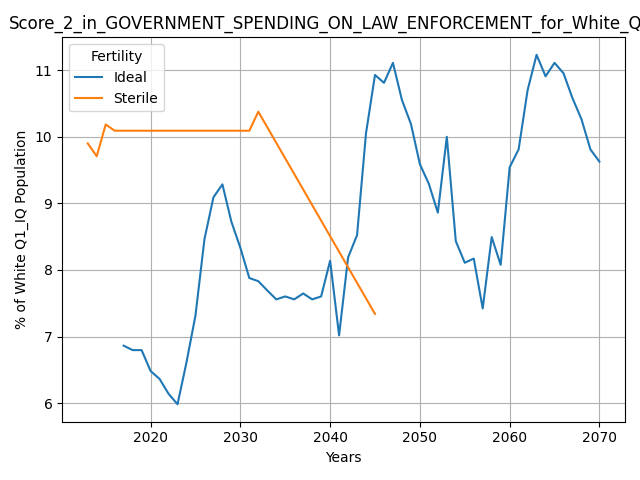 Score_2_in_GOVERNMENT_SPENDING_ON_LAW_ENFORCEMENT_for_White_Q
Fertility
Ideal
Sterile
11
10
9
8
7
6
% of White Q1_IQ Population
2020 2030 2040 2050 2060 2070
Years